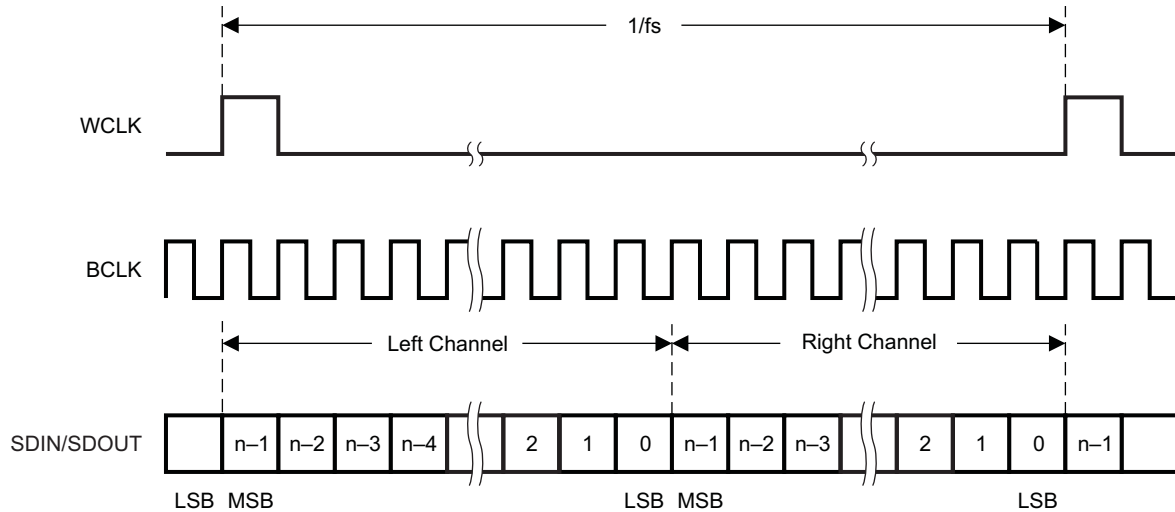 1/fs
WCLK
BCLK
Left Channel Right Channel
SDIN/SDOUT n–1 n–2 n–3 n–4 2 1 0 n–1 n–2 n–3 2 1 0 n–1
LSB MSB LSB MSB LSB